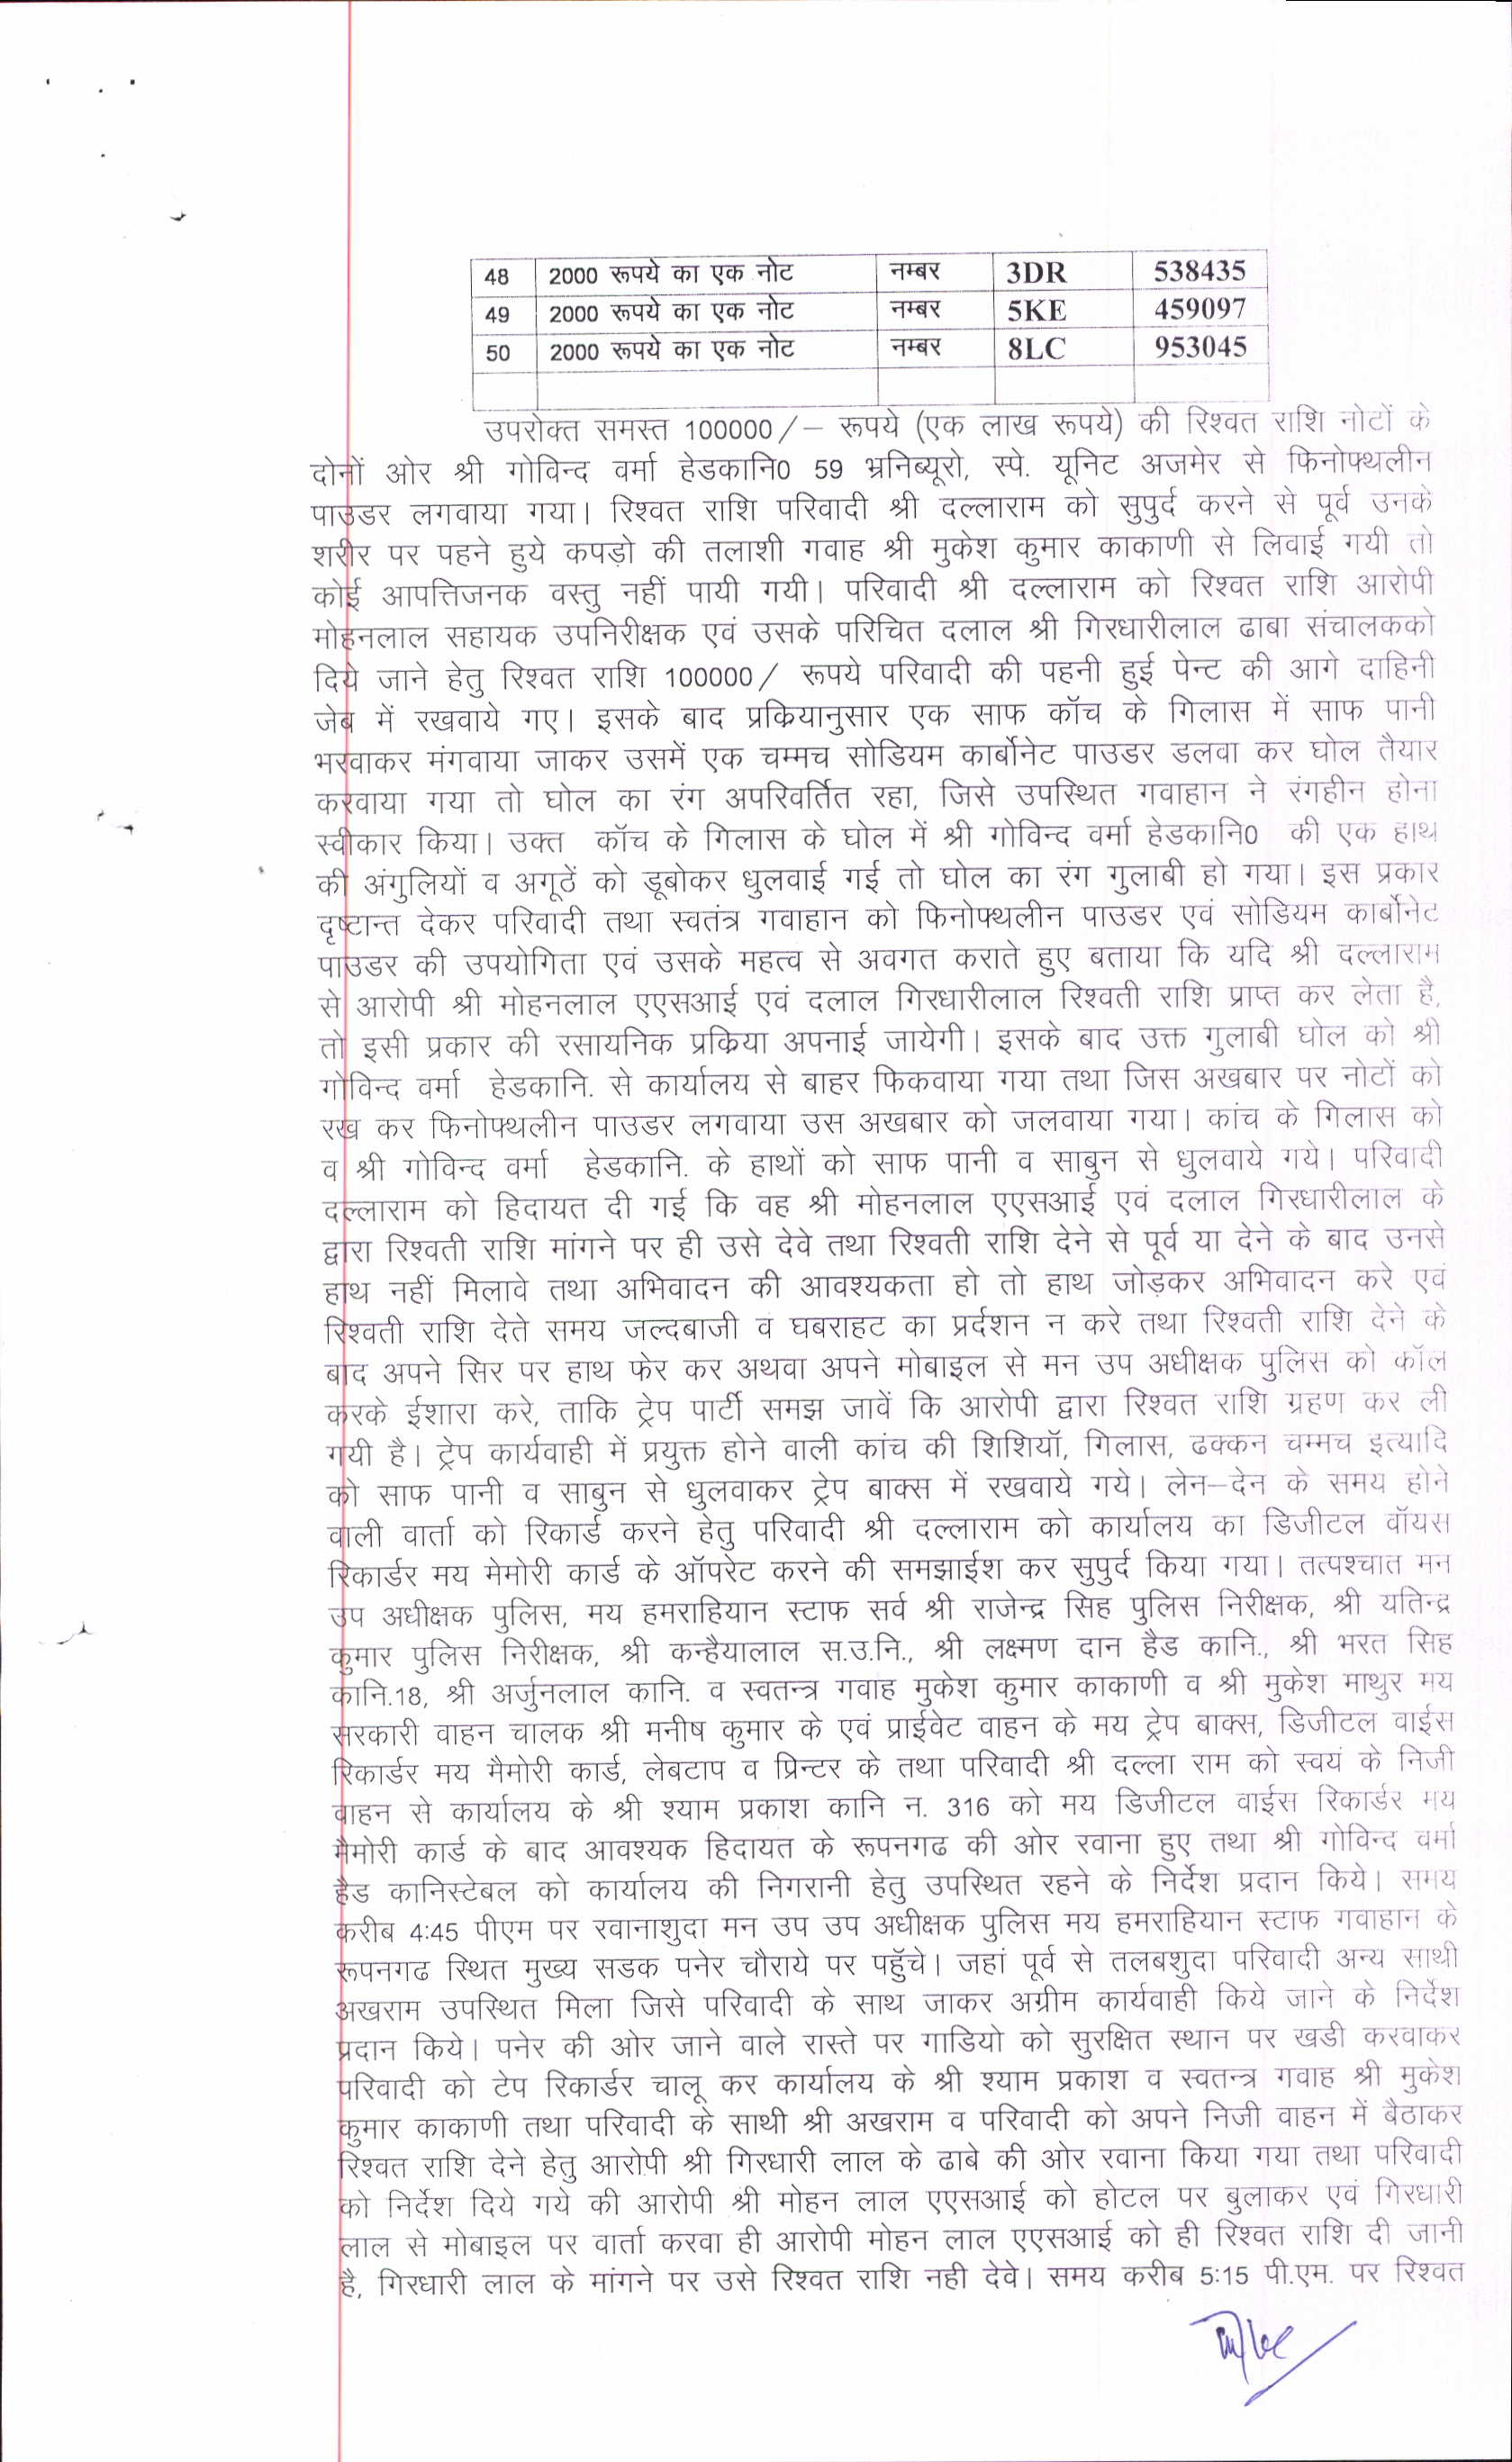 48 2000 रूपये का एक नोट नम्बर 3DR 538435
49 2000 रूपये का एक नोट नम्बर 5KE 459097
50 2000 रूपये का एक नोट नम्बर 8LC 953045
उपरोक्त समस्त 100000/– रूपये (एक लाख रूपये) की रिश्वत राशि नोटों के
दोनों ओर श्री गोविन्द वर्मा हेडकानि0 59 भ्रनिब्यूरो, स्पे. यूनिट अजमेर से फिनोफ्थलीन
पाउडर लगवाया गया। रिश्वत राशि परिवादी श्री दल्लाराम को सुपुर्द करने से पूर्व उनके
शरीर पर पहने हुये कपड़ो की तलाशी गवाह श्री मुकेश कुमार काकाणी से लिवाई गयी तो
कोई आपत्तिजनक वस्तु नहीं पायी गयी। परिवादी श्री दल्लाराम को रिश्वत राशि आरोपी
मोहनलाल सहायक उपनिरीक्षक एवं उसके परिचित दलाल श्री गिरधारीलाल ढाबा संचालकको
दिये जाने हेतु रिश्वत राशि 100000/ रूपये परिवादी की पहनी हुई पेन्ट की आगे दाहिनी
जेब में रखवाये गए। इसके बाद प्रकियानुसार एक साफ कॉच के गिलास में साफ पानी
भरवाकर मंगवाया जाकर उसमें एक चम्मच सोडियम कार्बोनेट पाउडर डलवा कर घोल तैयार
करवाया गया तो घोल का रंग अपरिवर्तित रहा, जिसे उपस्थित गवाहान ने रंगहीन होना
स्वीकार किया। उक्त कॉच के गिलास के घोल में श्री गोविन्द वर्मा हेडकानि0 की एक हाथ
की अंगुलियों व अगूठें को डूबोकर धुलवाई गई तो घोल का रंग गुलाबी हो गया। इस प्रकार
दृष्टान्त देकर परिवादी तथा स्वतंत्र गवाहान को फिनोफ्थलीन पाउडर एवं सोडियम कार्बोनेट
पाउडर की उपयोगिता एवं उसके महत्व से अवगत कराते हुए बताया कि यदि श्री दल्लाराम
से आरोपी श्री मोहनलाल एएसआई एवं दलाल गिरधारीलाल रिश्वती राशि प्राप्त कर लेता है,
तो इसी प्रकार की रसायनिक प्रकिया अपनाई जायेगी। इसके बाद उक्त गुलाबी घोल को श्री
गोविन्द वर्मा हेडकानि. से कार्यालय से बाहर फिकवाया गया तथा जिस अखबार पर नोटों को
रख कर फिनोफ्थलीन पाउडर लगवाया उस अखबार को जलवाया गया। कांच के गिलास को
व श्री गोविन्द वर्मा हेडकानि. के हाथों को साफ पानी व साबुन से धुलवाये गये। परिवादी
दल्लाराम को हिदायत दी गई कि वह श्री मोहनलाल एएसआई एवं दलाल गिरधारीलाल के
द्वारा रिश्वती राशि मांगने पर ही उसे देवे तथा रिश्वती राशि देने से पूर्व या देने के बाद उनसे
हाथ नहीं मिलावे तथा अभिवादन की आवश्यकता हो तो हाथ जोड़कर अभिवादन करे एवं
रिश्वती राशि देते समय जल्दबाजी व घबराहट का प्रर्दशन न करे तथा रिश्वती राशि देने के
बाद अपने सिर पर हाथ फेर कर अथवा अपने मोबाइल से मन उप अधीक्षक पुलिस को कॉल
करके ईशारा करे, ताकि ट्रेप पार्टी समझ जावें कि आरोपी द्वारा रिश्वत राशि ग्रहण कर ली
गयी है। ट्रेप कार्यवाही में प्रयुक्त होने वाली कांच की शिशियॉ, गिलास, ढक्कन चम्मच इत्यादि
को साफ पानी व साबुन से धुलवाकर ट्रेप बाक्स में रखवाये गये। लेन–देन के समय होने
वाली वार्ता को रिकार्ड करने हेतु परिवादी श्री दल्लाराम को कार्यालय का डिजीटल वॉयस
रिकार्डर मय मेमोरी कार्ड के ऑपरेट करने की समझाईश कर सुपुर्द किया गया। तत्पश्चात मन
उप अधीक्षक पुलिस, मय हमराहियान स्टाफ सर्व श्री राजेन्द्र सिह पुलिस निरीक्षक, श्री यतिन्द्र
कुमार पुलिस निरीक्षक, श्री कन्हैयालाल स.उ.नि., श्री लक्ष्मण दान हैड कानि., श्री भरत सिह
कानि.18, श्री अर्जुनलाल कानि. व स्वतन्त्र गवाह मुकेश कुमार काकाणी व श्री मुकेश माथुर मय
सरकारी वाहन चालक श्री मनीष कुमार के एवं प्राईवेट वाहन के मय ट्रेप बाक्स, डिजीटल वाईस
रिकार्डर मय मैमोरी कार्ड, लेबटाप व प्रिन्टर के तथा परिवादी श्री दल्ला राम को स्वयं के निजी
वाहन से कार्यालय के श्री श्याम प्रकाश कानि न. 316 को मय डिजीटल वाईस रिकार्डर मय
मैमोरी कार्ड के बाद आवश्यक हिदायत के रूपनगढ की ओर रवाना हुए तथा श्री गोविन्द वर्मा
हैड कानिस्टेबल को कार्यालय की निगरानी हेतु उपस्थित रहने के निर्देश प्रदान किये। समय
करीब 4:45 पीएम पर रवानाशुदा मन उप उप अधीक्षक पुलिस मय हमराहियान स्टाफ गवाहान के
रूपनगढ स्थित मुख्य सडक पनेर चौराये पर पहुॅचे। जहां पूर्व से तलबशुदा परिवादी अन्य साथी
अखराम उपस्थित मिला जिसे परिवादी के साथ जाकर अग्रीम कार्यवाही किये जाने के निर्देश
प्रदान किये। पनेर की ओर जाने वाले रास्ते पर गाडियो को सुरक्षित स्थान पर खडी करवाकर
परिवादी को टेप रिकार्डर चालू कर कार्यालय के श्री श्याम प्रकाश व स्वतन्त्र गवाह श्री मुकेश
कुमार काकाणी तथा परिवादी के साथी श्री अखराम व परिवादी को अपने निजी वाहन में बैठाकर
रिश्वत राशि देने हेतु आरोपी श्री गिरधारी लाल के ढाबे की ओर रवाना किया गया तथा परिवादी
को निर्देश दिये गये की आरोपी श्री मोहन लाल एएसआई को होटल पर बुलाकर एवं गिरधारी
लाल से मोबाइल पर वार्ता करवा ही आरोपी मोहन लाल एएसआई को ही रिश्वत राशि दी जानी
है, गिरधारी लाल के मांगने पर उसे रिश्वत राशि नही देवे। समय करीब 5:15 पी.एम. पर रिश्वत